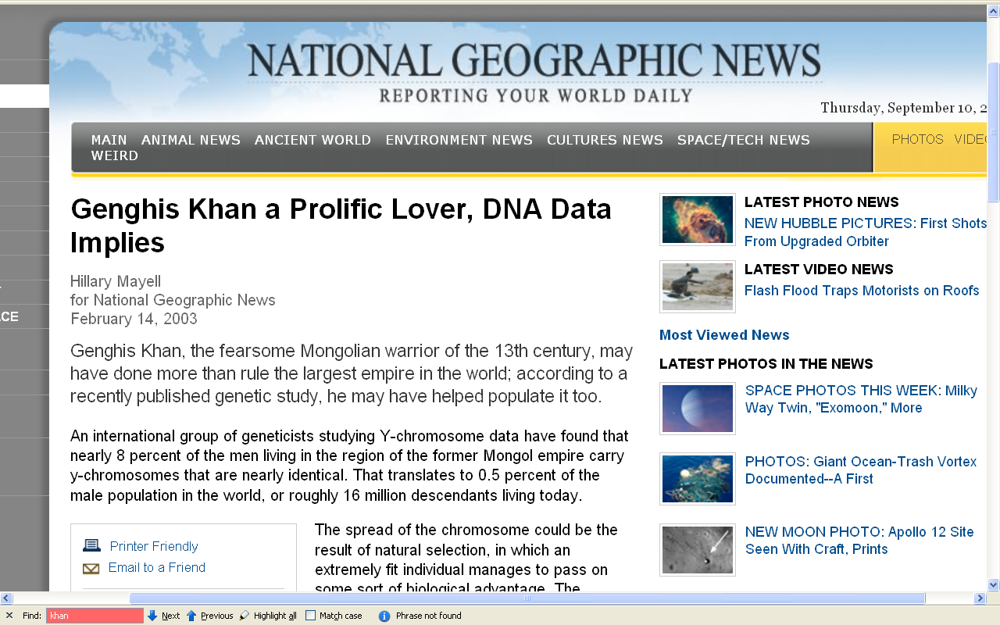 NATIONAL GEOGRAPHIC NEWS
REPORTING YOUR WORLD DAILY
Thursday, September 10, 2
MAIN ANIMAL NEWS ANCIENT WORLD ENVIRONMENT NEWS CULTURES NEWS SPACE/TECH NEWS
WEIRD
PHOTOS VIDEO
CE
Genghis Khan a Prolific Lover, DNA Data
Implies
Hillary Mayell
for National Geographic News
February 14, 2003
Genghis Khan, the fearsome Mongolian warrior of the 13th century, may
have done more than rule the largest empire in the world; according to a
recently published genetic study, he may have helped populate it too.
An international group of geneticists studying Y-chromosome data have found that
nearly 8 percent of the men living in the region of the former Mongol empire carry
y-chromosomes that are nearly identical. That translates to 0.5 percent of the
male population in the world, or roughly 16 million descendants living today.
Printer Friendly
Email to a Friend
The spread of the chromosome could be the
result of natural selection, in which an
extremely fit individual manages to pass on
some sort of biological advantage. The
LATEST PHOTO NEWS
NEW HUBBLE PICTURES: First Shots
From Upgraded Orbiter
LATEST VIDEO NEWS
Flash Flood Traps Motorists on Roofs
Most Viewed News
LATEST PHOTOS IN THE NEWS
SPACE PHOTOS THIS WEEK: Milky
Way Twin, "Exomoon," More
PHOTOS: Giant Ocean-Trash Vortex
Documented--A First
NEW MOON PHOTO: Apollo 12 Site
Seen With Craft, Prints
Find: khan Next Previous Highlight all Match case Phrase not found